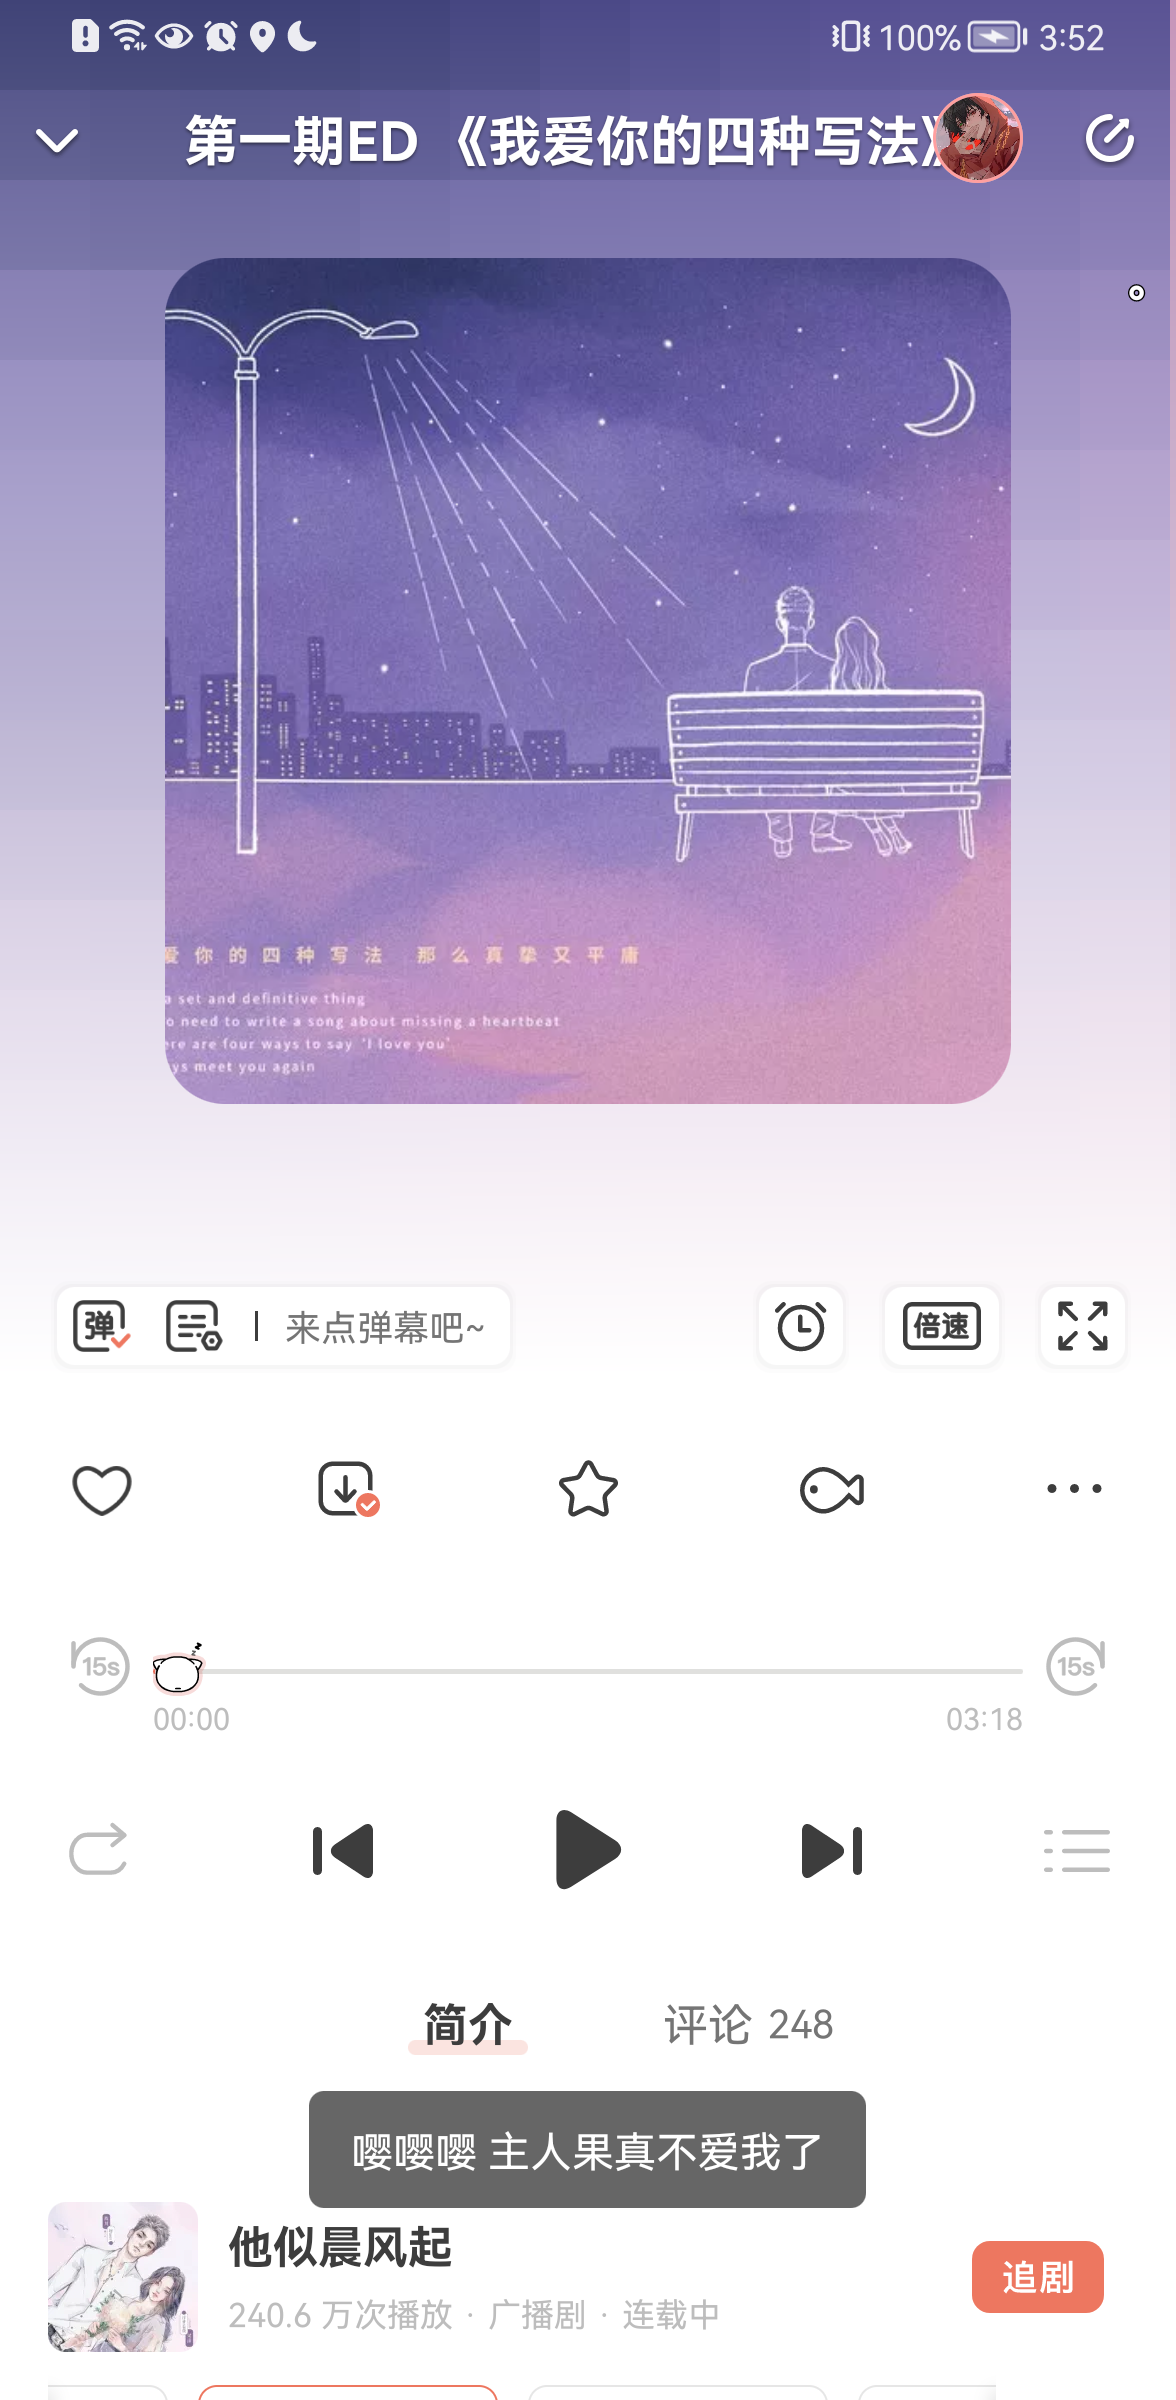 100% 3:52
第一期ED 《我爱你的四种写法》
爱你的四种写法 那么真挚又平庸
a set and definitive thing
o need to write a song about missing a heartbeat
ere are four ways to say 'I love you'
ys meet you again
弹 来点弹幕吧~ 倍速
15s 15s
00:00 03:18
简介 评论 248
嘤嘤嘤 主人果真不爱我了
他似晨风起
追剧
240.6 万次播放 · 广播剧 · 连载中